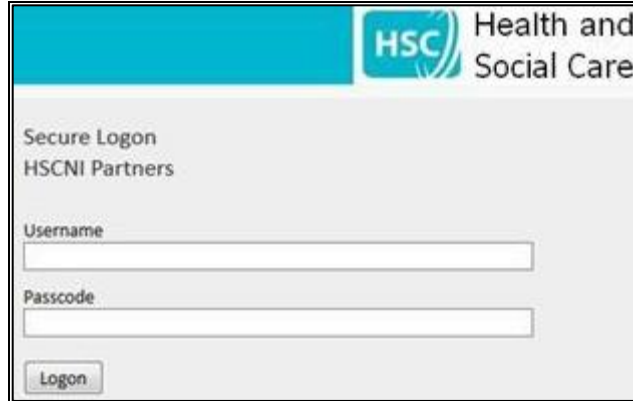 HSC
Health and
Social Care
Secure Logon
HSCNI Partners
Username
Passcode
Logon